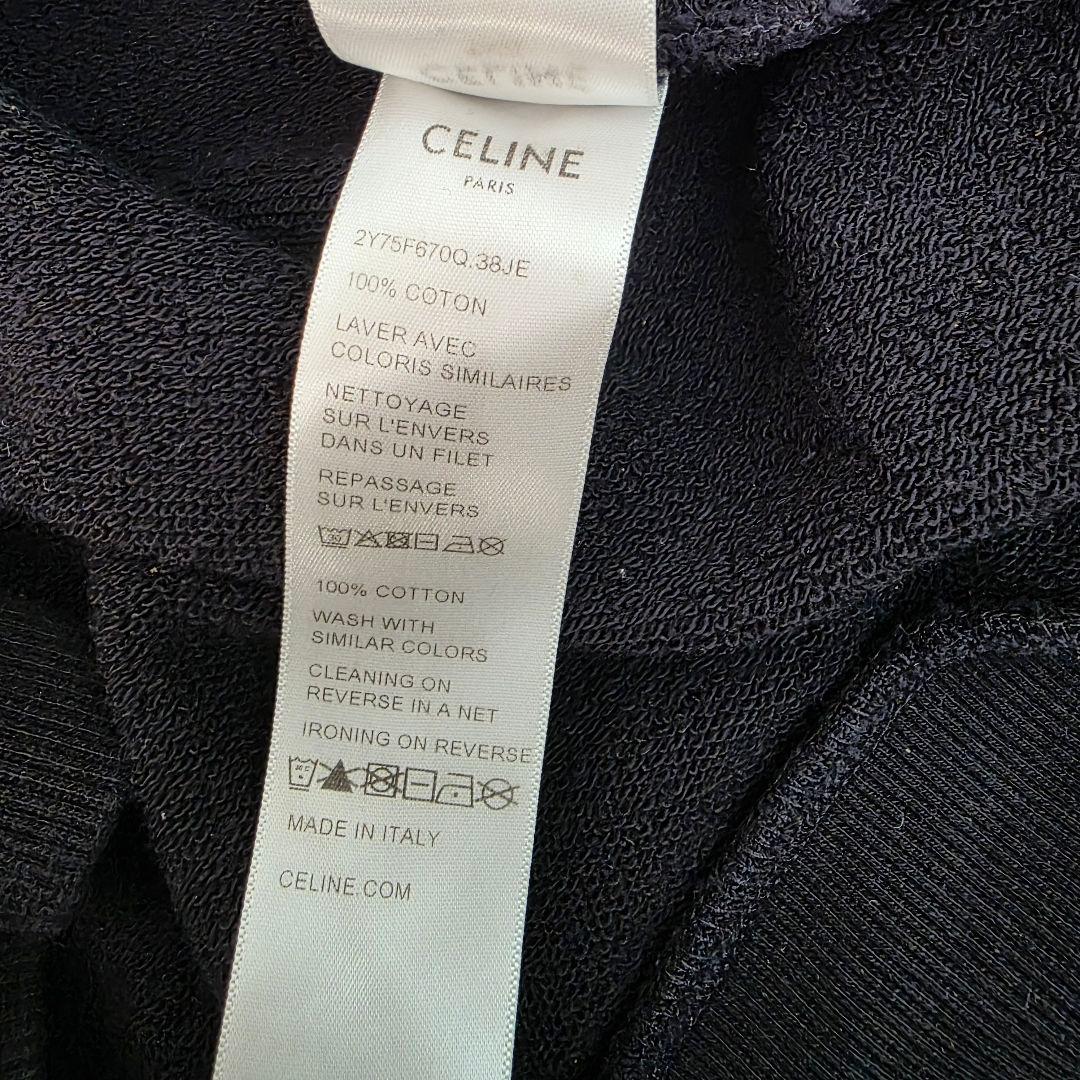 CELINE
PARIS
2Y75F670Q.38JE
100% COTON
LAVER AVEC
COLORIS SIMILAIRES
NETTOYAGE
SUR L'ENVERS
DANS UN FILET
REPASSAGE
SUR L'ENVERS
100% COTTON
WASH WITH
SIMILAR COLORS
CLEANING ON
REVERSE IN A NET
IRONING ON REVERSE
MADE IN ITALY
CELINE.COM